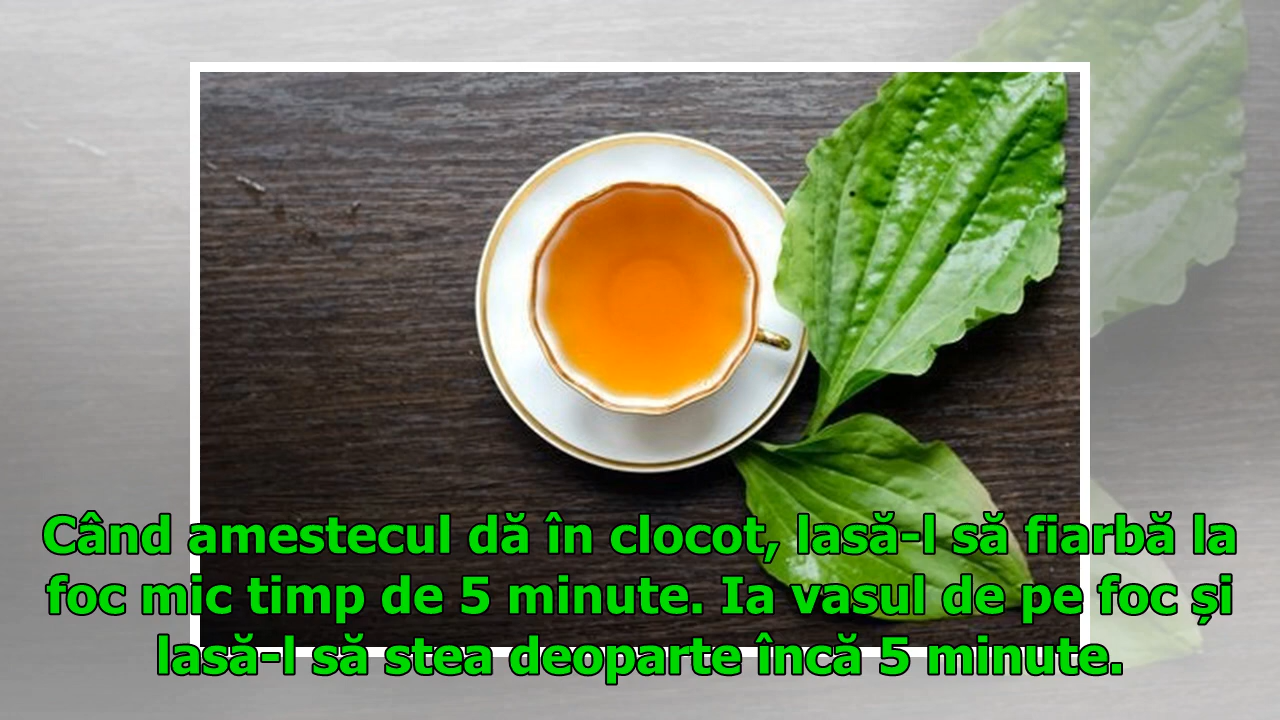 Când amestecul dă în clocot, lasă-l să fiarbă la
foc mic timp de 5 minute. Ia vasul de pe foc și
lasă-l să stea deoparte încă 5 minute.